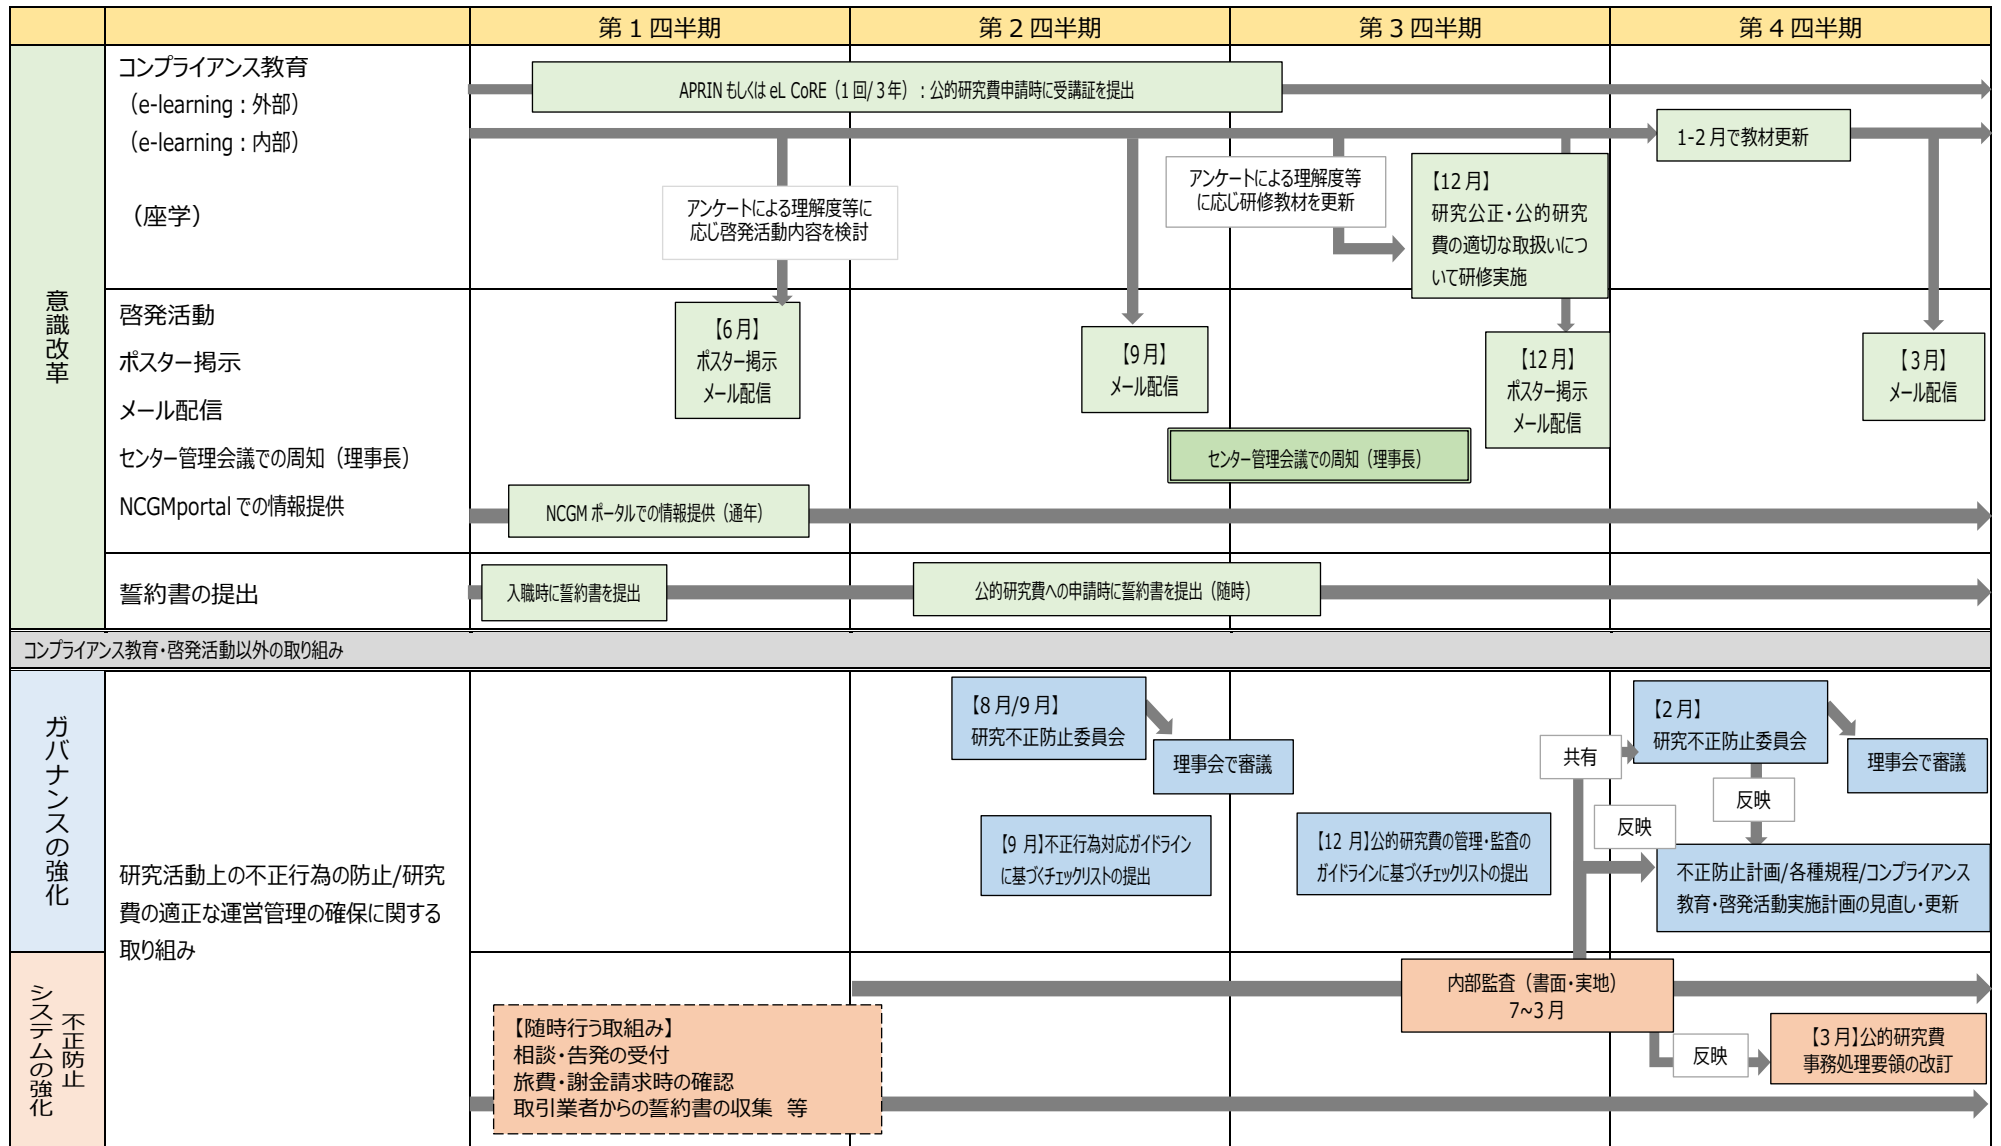 第1四半期
第2四半期
第3四半期
第4四半期
意識改革
コンプライアンス教育
（e-learning：外部）
（e-learning：内部）
（座学）
APRIN もしくは eL CoRE（1回/3年）：公的研究費申請時に受講証を提出
1-2月で教材更新
アンケートによる理解度等に
応じ啓発活動内容を検討
アンケートによる理解度等
に応じ研修教材を更新
【12月】
研究公正・公的研究
費の適切な取扱いにつ
いて研修実施
啓発活動
ポスター掲示
メール配信
センター管理会議での周知（理事長）
NCGMportal での情報提供
【6月】
ポスター掲示
メール配信
【9月】
メール配信
【12月】
ポスター掲示
メール配信
【3月】
メール配信
センター管理会議での周知（理事長）
NCGM ポータルでの情報提供（通年）
誓約書の提出
入職時に誓約書を提出
公的研究費への申請時に誓約書を提出（随時）
コンプライアンス教育・啓発活動以外の取り組み
ガバナンスの強化
研究活動上の不正行為の防止/研究
費の適正な運営管理の確保に関する
取り組み
【8月/9月】
研究不正防止委員会
理事会で審議
【9月】不正行為対応ガイドライン
に基づくチェックリストの提出
【12月】公的研究費の管理・監査の
ガイドラインに基づくチェックリストの提出
共有
【2月】
研究不正防止委員会
理事会で審議
反映
反映
不正防止計画/各種規程/コンプライアンス
教育・啓発活動実施計画の見直し・更新
不正防止
システムの強化
内部監査（書面・実地）
7~3月
【随時行う取組み】
相談・告発の受付
旅費・謝金請求時の確認
取引業者からの誓約書の収集 等
反映
【3月】公的研究費
事務処理要領の改訂